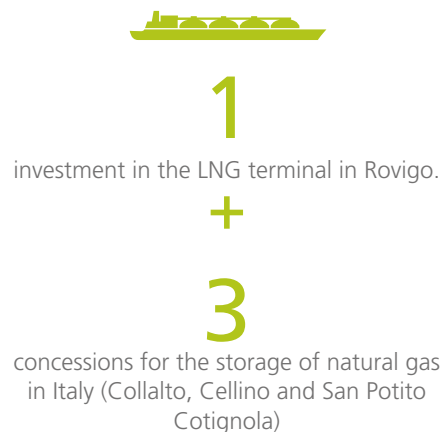 1
investment in the LNG terminal in Rovigo.
+
3
concessions for the storage of natural gas
in Italy (Collalto, Cellino and San Potito
Cotignola)